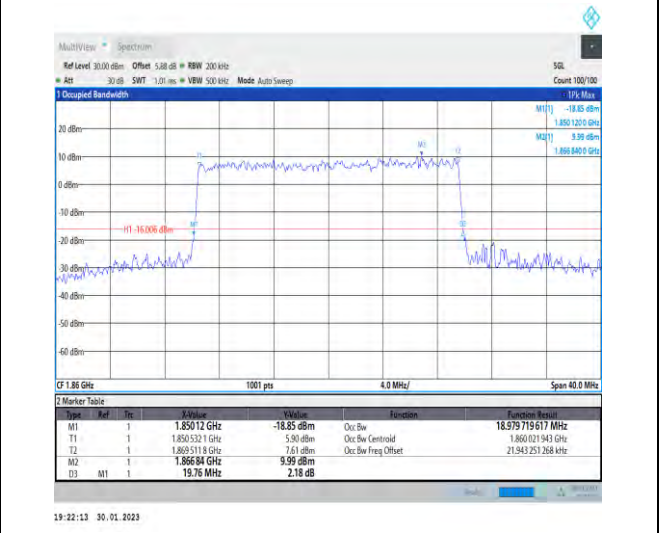 MultiView Spectrum
Ref Level 30.00 dBm Offset 5.88 dB RBW 200 kHz SGL
Att 30 dB SWT 1.01 ms VBW 500 kHz Mode Auto Sweep Count 100/100
1 Occupied Bandwidth 1Pk Max
M1[1] -18.85 dBm
1.850 120 0 GHz
M2[1] 9.99 dBm
1.866 840 0 GHz
20 dBm
10 dBm
0 dBm
-10 dBm
-20 dBm
-30 dBm
-40 dBm
-50 dBm
-60 dBm
T1
T2
M1
H1 -16.006 dBm
CF 1.86 GHz 1001 pts 4.0 MHz/ Span 40.0 MHz
2 Marker Table
Type Ref Trc X-Value Y-Value Function Function Result
M1 1 1.85012 GHz -18.85 dBm Occ Bw 18.979 719 617 MHz
T1 1 1.850 532 1 GHz 5.90 dBm Occ Bw Centroid 1.860 021 943 GHz
T2 1 1.869 511 8 GHz 7.61 dBm Occ Bw Freq Offset 21.943 251 268 kHz
M2 1 1.86684 GHz 9.99 dBm
D3 M1 1 19.76 MHz 2.18 dB
19:22:13 30.01.2023